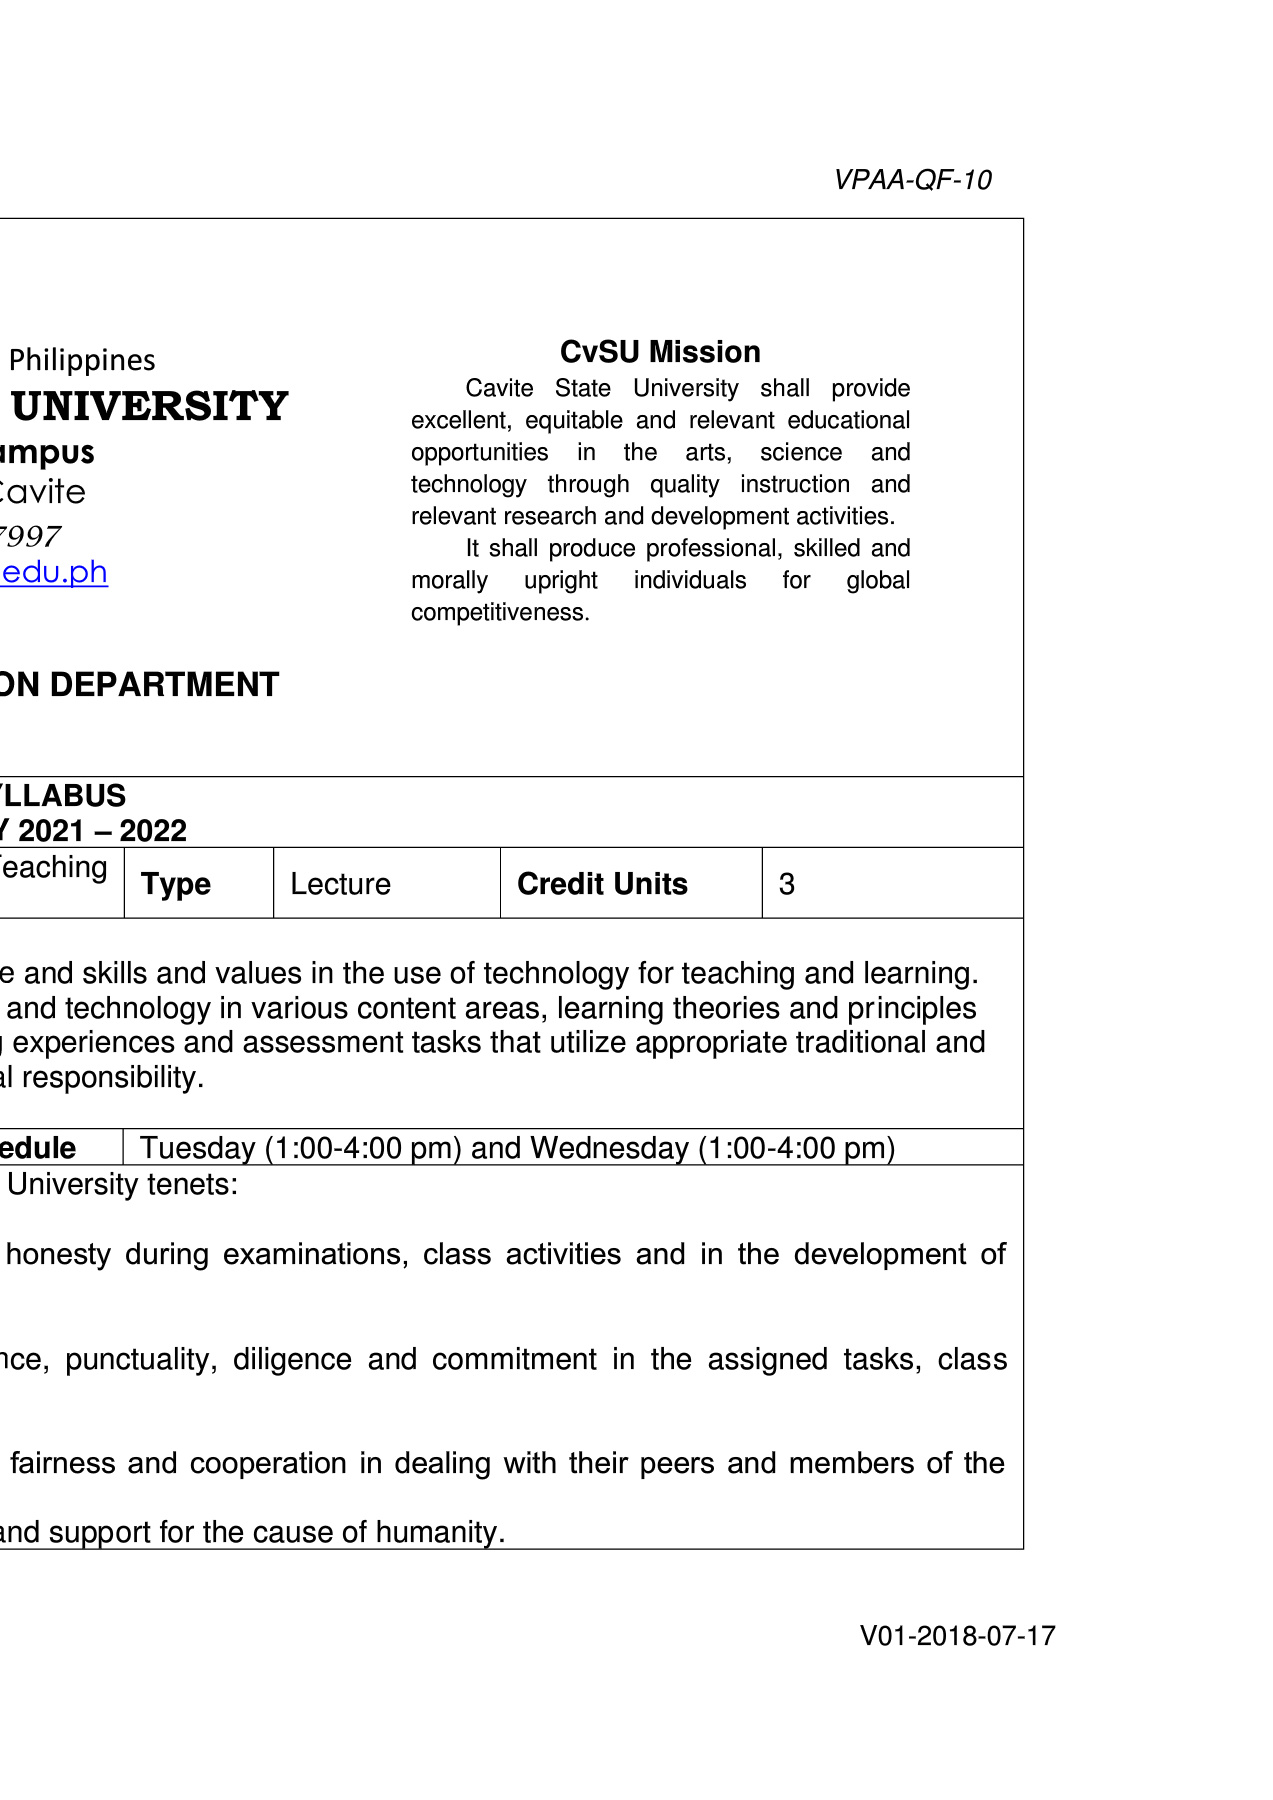 VPAA-QF-10
Philippines
UNIVERSITY
ampus
Cavite
7997
edu.ph
ON DEPARTMENT
CvSU Mission
Cavite State University shall provide
excellent, equitable and relevant educational
opportunities in the arts, science and
technology through quality instruction and
relevant research and development activities.
It shall produce professional, skilled and
morally upright individuals for global
competitiveness.
YLLABUS
Y 2021 – 2022
Teaching
Type
Lecture
Credit Units
3
e and skills and values in the use of technology for teaching and learning.
and technology in various content areas, learning theories and principles
g experiences and assessment tasks that utilize appropriate traditional and
al responsibility.
edule
Tuesday (1:00-4:00 pm) and Wednesday (1:00-4:00 pm)
University tenets:
honesty during examinations, class activities and in the development of
nce, punctuality, diligence and commitment in the assigned tasks, class
fairness and cooperation in dealing with their peers and members of the
and support for the cause of humanity.
V01-2018-07-17